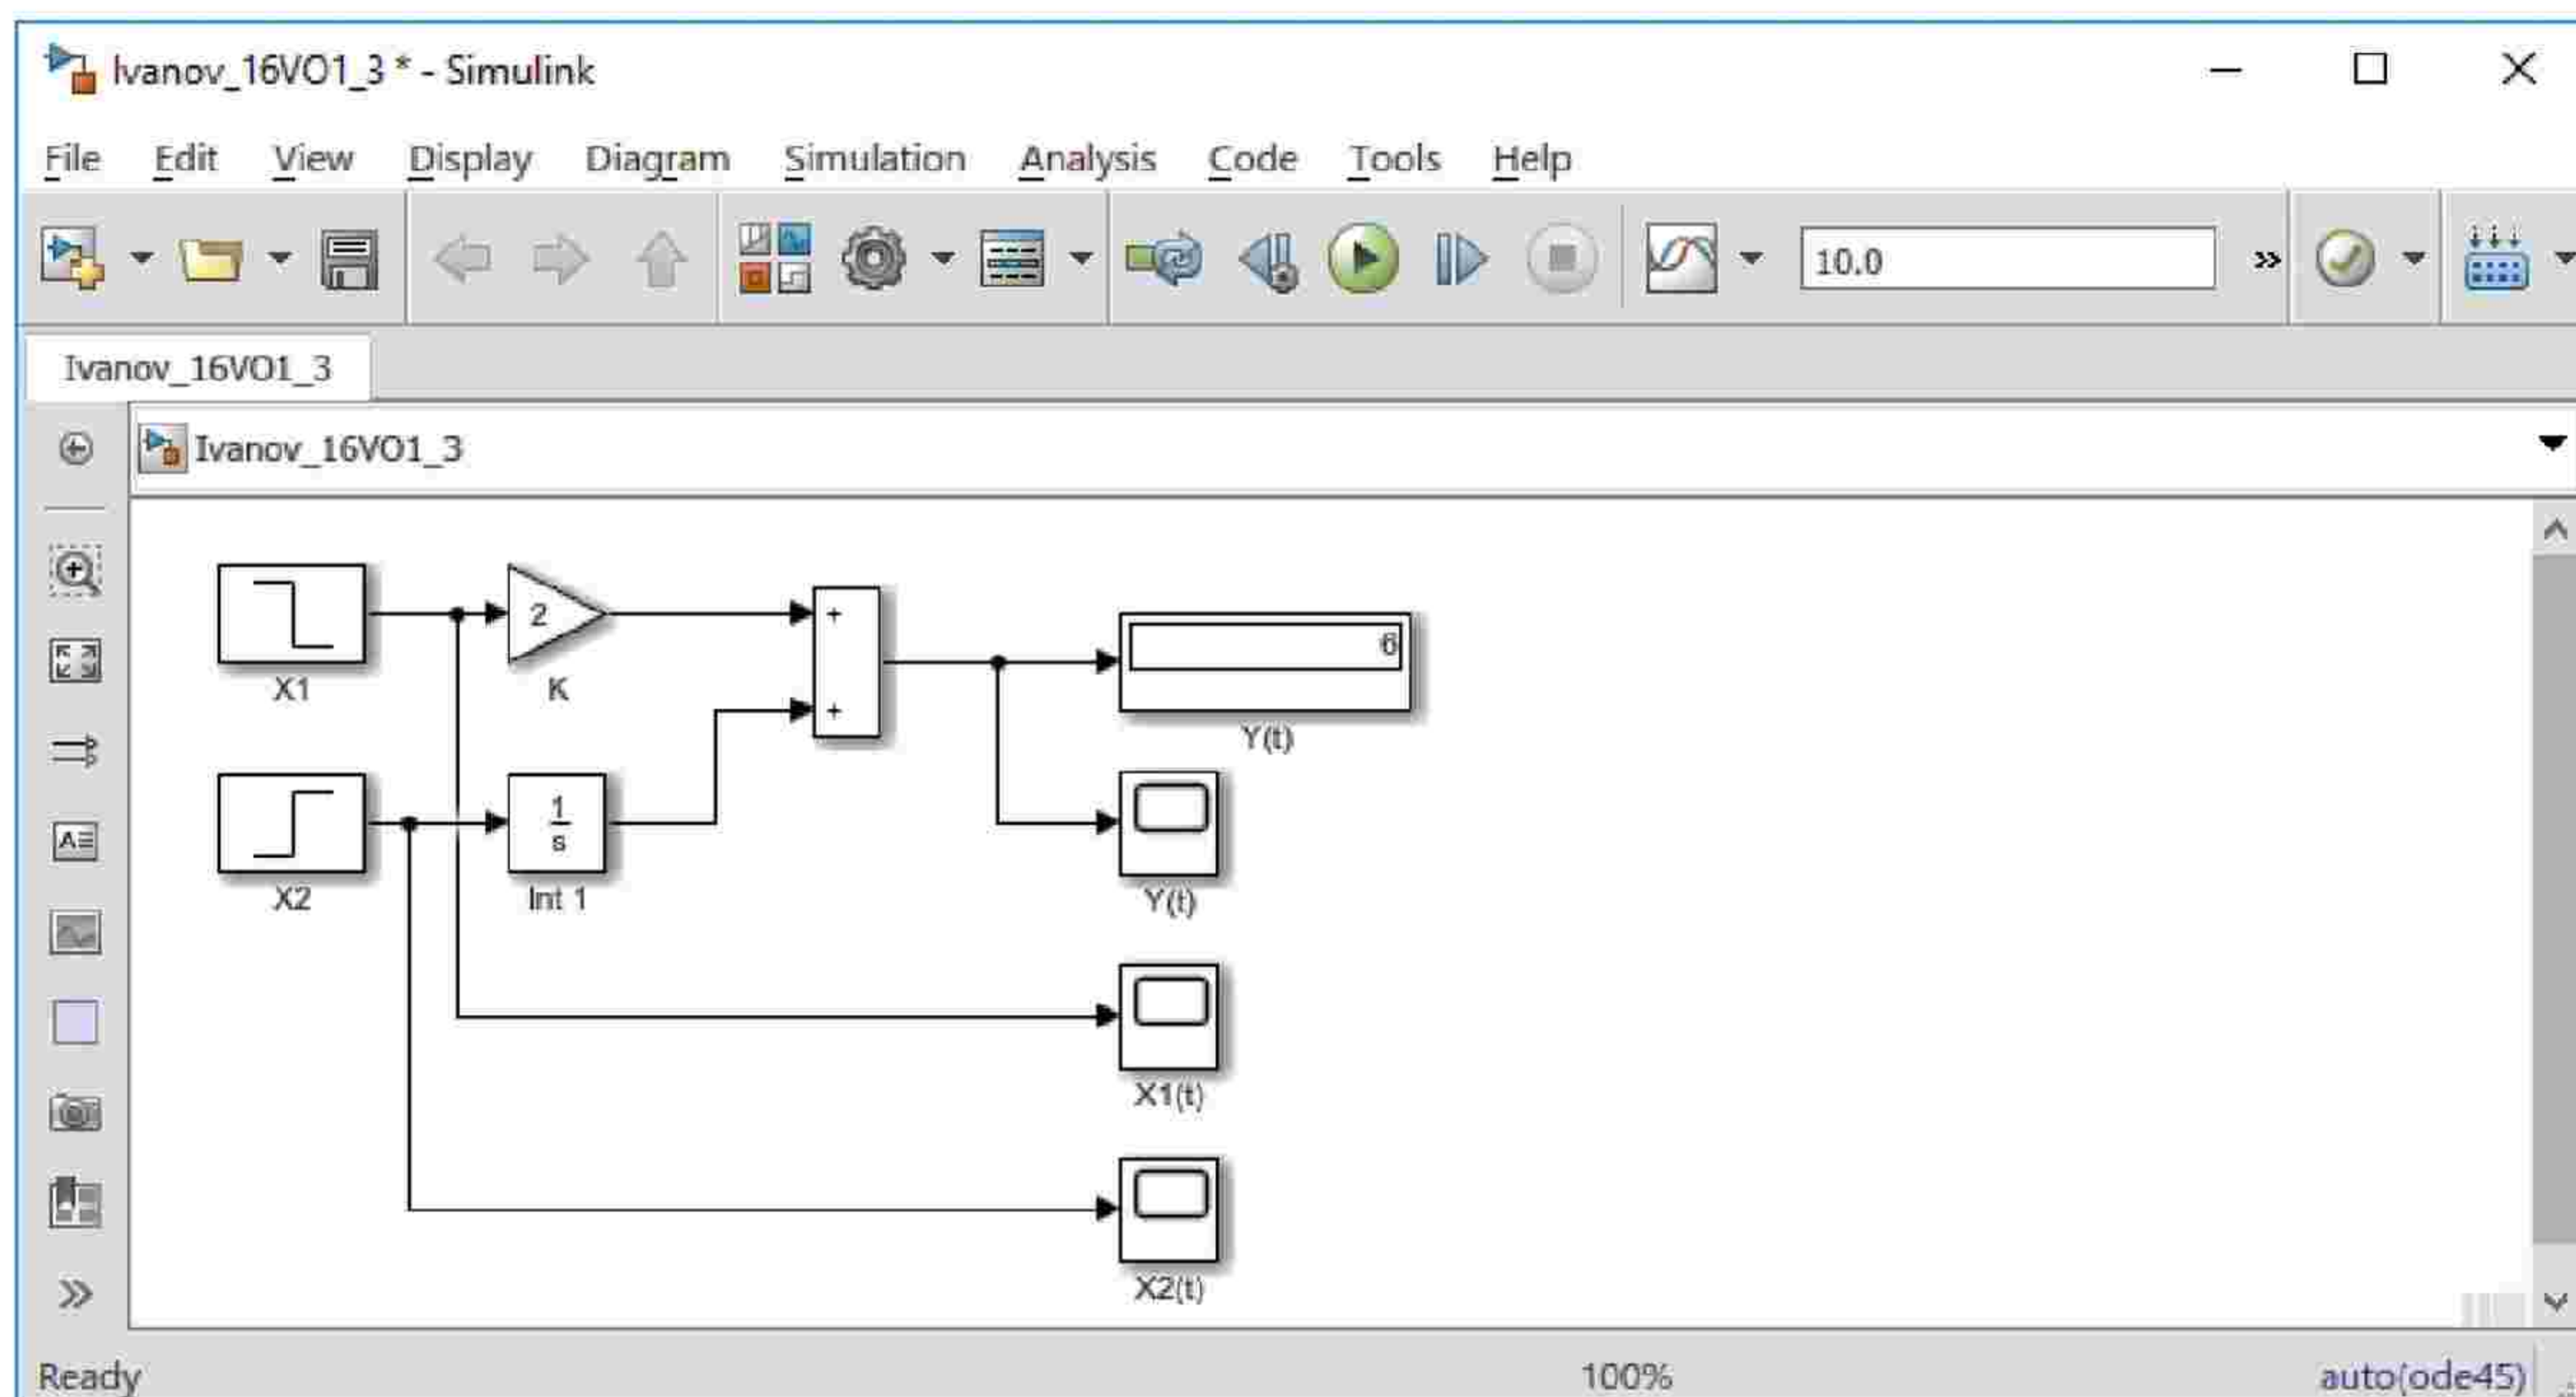 Ivanov_16VO1_3 * - Simulink
File Edit View Display Diagram Simulation Analysis Code Tools Help
10.0
Ivanov_16VO1_3
Ivanov_16VO1_3
X1
2
K
+
+
6
Y(t)
X2
1
s
Int 1
Y(t)
X1(t)
X2(t)
Ready 100% auto(ode45)